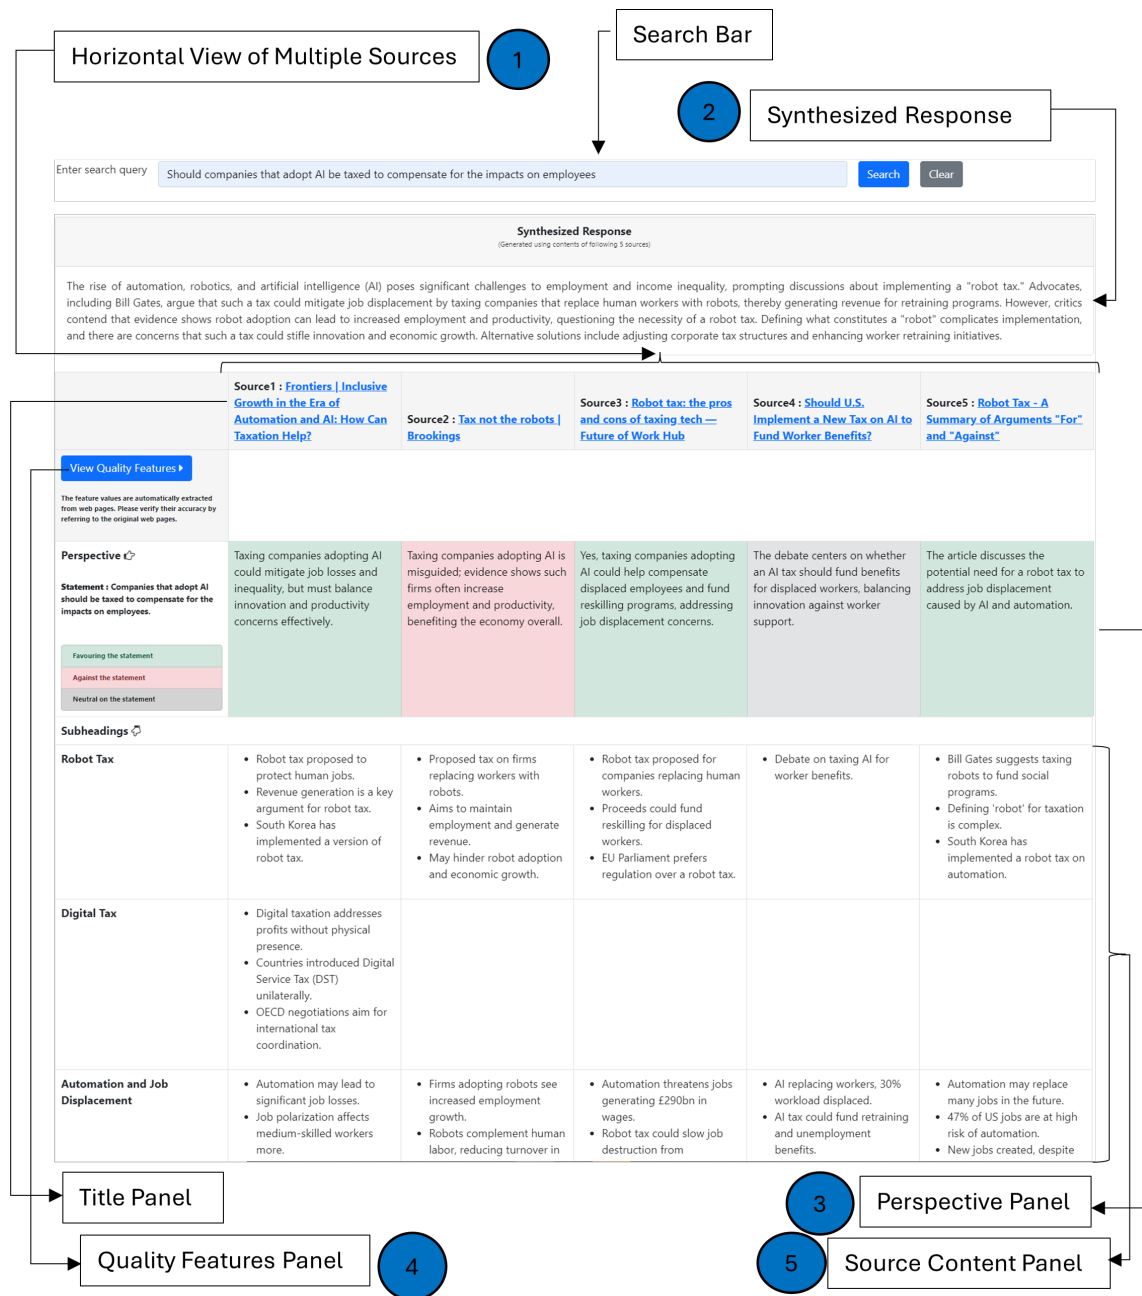 Horizontal View of Multiple Sources
1
Search Bar
2
Synthesized Response
Enter search query
Should companies that adopt AI be taxed to compensate for the impacts on employees
Search
Clear
Synthesized Response
(Generated using contents of following 5 sources)
The rise of automation, robotics, and artificial intelligence (AI) poses significant challenges to employment and income inequality, prompting discussions about implementing a "robot tax." Advocates,
including Bill Gates, argue that such a tax could mitigate job displacement by taxing companies that replace human workers with robots, thereby generating revenue for retraining programs. However, critics
contend that evidence shows robot adoption can lead to increased employment and productivity, questioning the necessity of a robot tax. Defining what constitutes a "robot" complicates implementation,
and there are concerns that such a tax could stifle innovation and economic growth. Alternative solutions include adjusting corporate tax structures and enhancing worker retraining initiatives.
Source1 : Frontiers | Inclusive
Growth in the Era of
Automation and AI: How Can
Taxation Help?
Source2 : Tax not the robots |
Brookings
Source3 : Robot tax: the pros
and cons of taxing tech —
Future of Work Hub
Source4 : Should U.S.
Implement a New Tax on AI to
Fund Worker Benefits?
Source5 : Robot Tax - A
Summary of Arguments "For"
and "Against"
View Quality Features
The feature values are automatically extracted
from web pages. Please verify their accuracy by
referring to the original web pages.
Perspective
Statement : Companies that adopt AI
should be taxed to compensate for the
impacts on employees.
Favouring the statement
Against the statement
Neutral on the statement
Taxing companies adopting AI
could mitigate job losses and
inequality, but must balance
innovation and productivity
concerns effectively.
Taxing companies adopting AI is
misguided; evidence shows such
firms often increase
employment and productivity,
benefiting the economy overall.
Yes, taxing companies adopting
AI could help compensate
displaced employees and fund
reskilling programs, addressing
job displacement concerns.
The debate centers on whether
an AI tax should fund benefits
for displaced workers, balancing
innovation against worker
support.
The article discusses the
potential need for a robot tax to
address job displacement
caused by AI and automation.
Subheadings
Robot Tax
• Robot tax proposed to
protect human jobs.
• Revenue generation is a key
argument for robot tax.
• South Korea has
implemented a version of
robot tax.
• Proposed tax on firms
replacing workers with
robots.
• Aims to maintain
employment and generate
revenue.
• May hinder robot adoption
and economic growth.
• Robot tax proposed for
companies replacing human
workers.
• Proceeds could fund
reskilling for displaced
workers.
• EU Parliament prefers
regulation over a robot tax.
• Debate on taxing AI for
worker benefits.
• Bill Gates suggests taxing
robots to fund social
programs.
• Defining 'robot' for taxation
is complex.
• South Korea has
implemented a robot tax on
automation.
Digital Tax
• Digital taxation addresses
profits without physical
presence.
• Countries introduced Digital
Service Tax (DST)
unilaterally.
• OECD negotiations aim for
international tax
coordination.
Automation and Job
Displacement
• Automation may lead to
significant job losses.
• Job polarization affects
medium-skilled workers
more.
• Firms adopting robots see
increased employment
growth.
• Robots complement human
labor, reducing turnover in
• Automation threatens jobs
generating £290bn in
wages.
• Robot tax could slow job
destruction from
• AI replacing workers, 30%
workload displaced.
• AI tax could fund retraining
and unemployment
benefits.
• Automation may replace
many jobs in the future.
• 47% of US jobs are at high
risk of automation.
• New jobs created, despite
Title Panel
3
Perspective Panel
Quality Features Panel
4
5
Source Content Panel